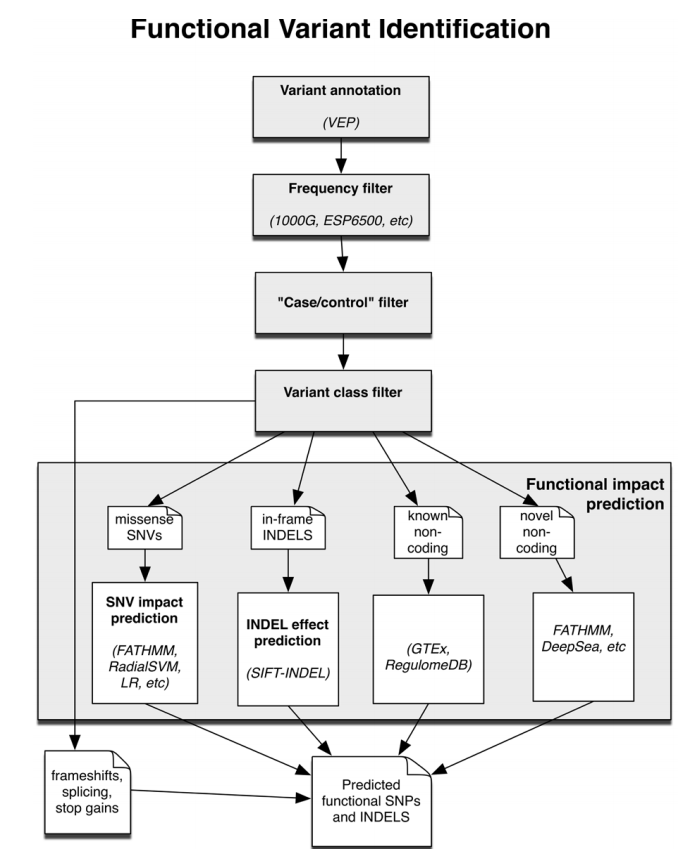 Functional Variant Identification
Variant annotation
(VEP)
Frequency filter
(1000G, ESP6500, etc)
"Case/control" filter
Variant class filter
Functional impact
prediction
missense
SNVs
in-frame
INDELS
known
non-
coding
novel
non-
coding
SNV impact
prediction
(FATHMM,
RadialSVM,
LR, etc)
INDEL effect
prediction
(SIFT-INDEL)
(GTEx,
RegulomeDB)
FATHMM,
DeepSea, etc
frameshifts,
splicing,
stop gains
Predicted
functional SNPs
and INDELS